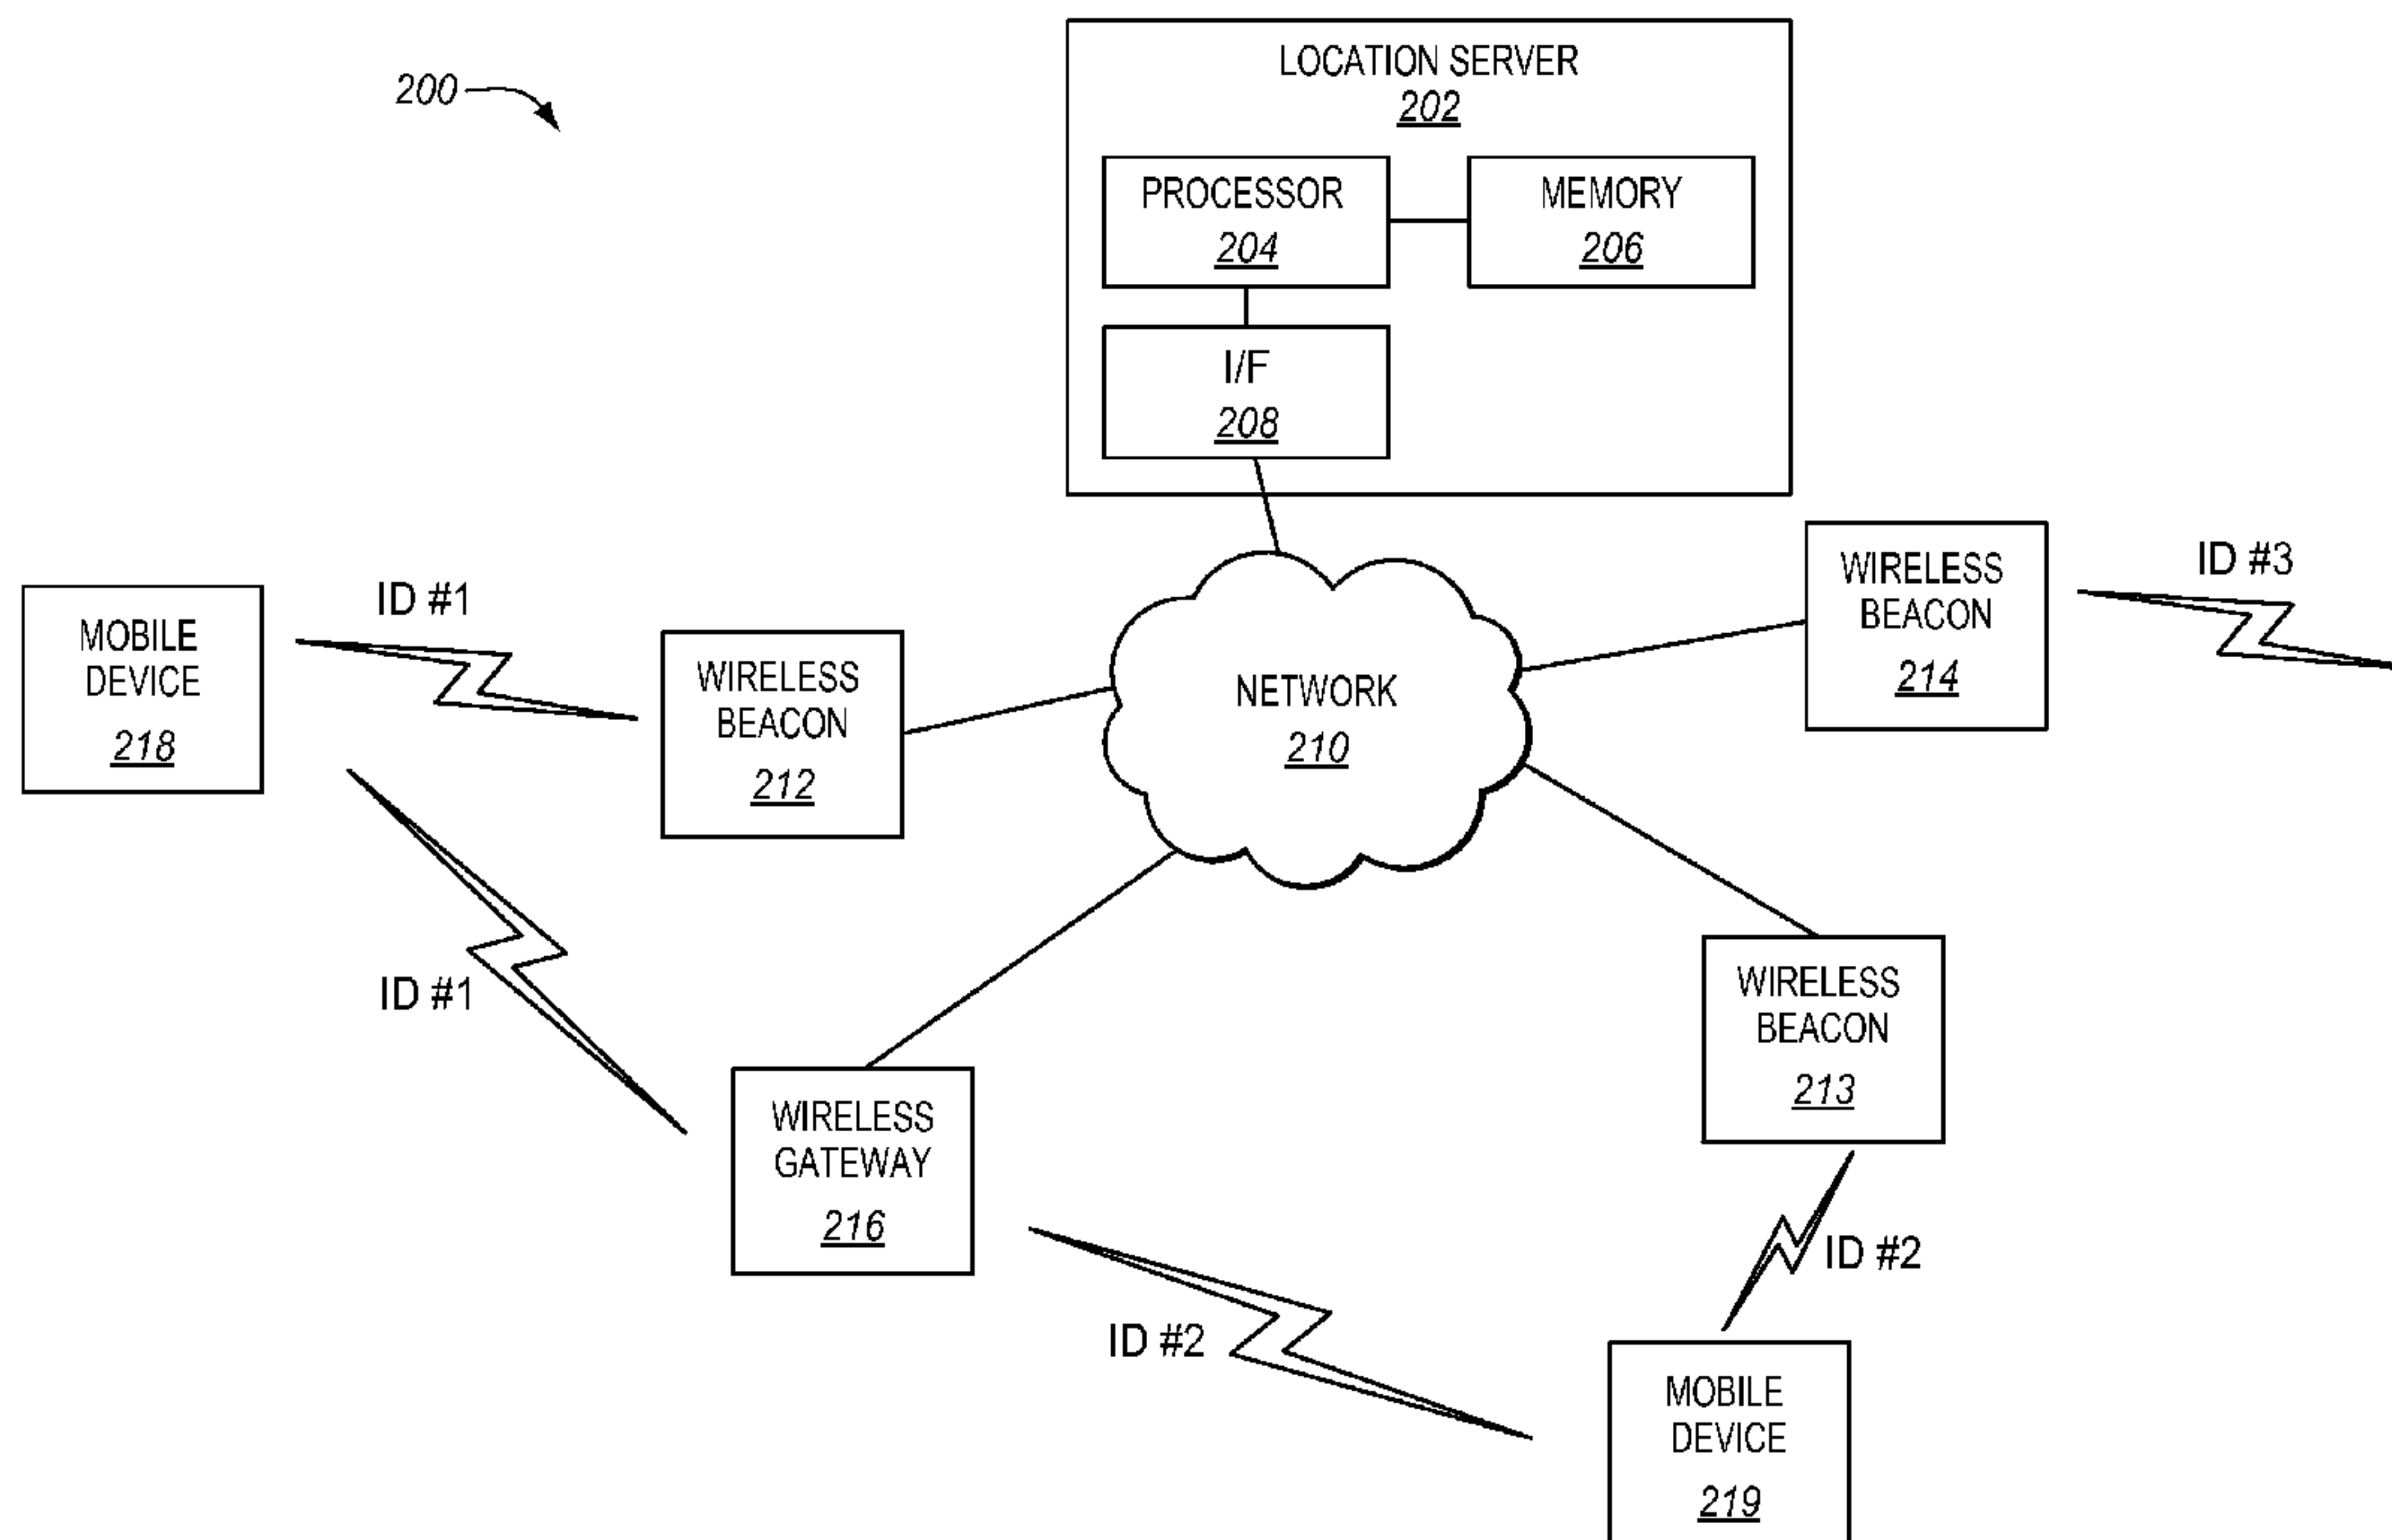 200
LOCATION SERVER
202
PROCESSOR
204
MEMORY
206
I/F
208
MOBILE
DEVICE
218
ID #1
WIRELESS
BEACON
212
NETWORK
210
WIRELESS
BEACON
214
ID #3
ID #1
WIRELESS
GATEWAY
216
WIRELESS
BEACON
213
ID #2
ID #2
MOBILE
DEVICE
219